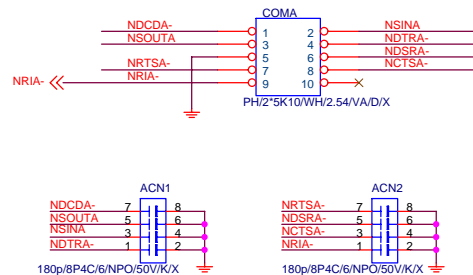 COMA
NDCDA- 1 2 NSINA
NSOUTA 3 4 NDTRA-
5 6 NDSRA-
NRTSA- 7 8 NCTSA-
NRIA- NRIA- 9 10
PH/2*5K10/WH/2.54/VA/D/X
ACN1
NDCDA- 7 8
NSOUTA 5 6
NSINA 3 4
NDTRA- 1 2
180p/8P4C/6/NPO/50V/K/X
ACN2
NRTSA- 7 8
NDSRA- 5 6
NCTSA- 3 4
NRIA- 1 2
180p/8P4C/6/NPO/50V/K/X